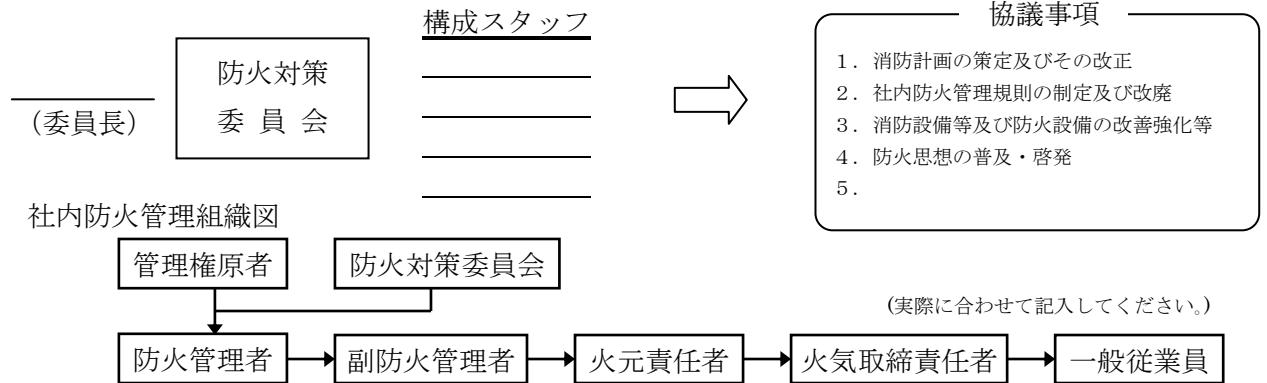 構成スタッフ
協議事項
防火対策
委 員 会
(委員長)
１．消防計画の策定及びその改正
２．社内防火管理規則の制定及び改廃
３．消防設備等及び防火設備の改善強化等
４．防火思想の普及・啓発
５．
社内防火管理組織図
管理権原者
防火対策委員会
(実際に合わせて記入してください。)
防火管理者
副防火管理者
火元責任者
火気取締責任者
一般従業員